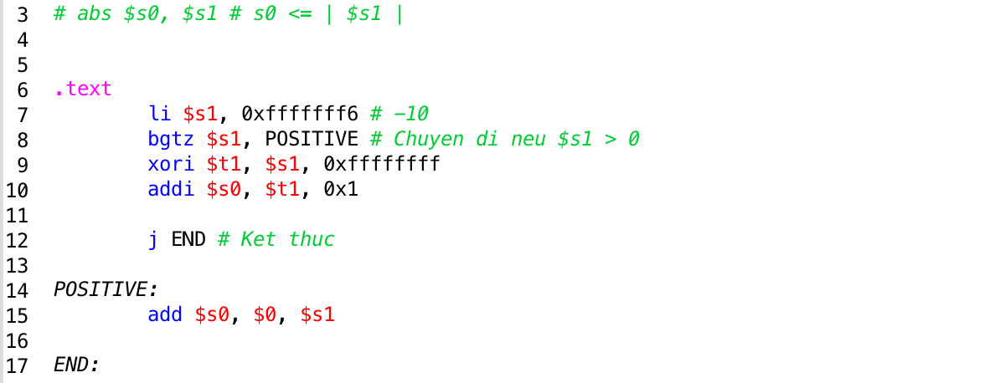 3 # abs $s0, $s1 # s0 <= | $s1 |
4
5
6 .text
7 li $s1, 0xfffffff6 # -10
8 bgtz $s1, POSITIVE # Chuyen di neu $s1 > 0
9 xori $t1, $s1, 0xffffffff
10 addi $s0, $t1, 0x1
11
12 j END # Ket thuc
13
14 POSITIVE:
15 add $s0, $0, $s1
16
17 END: